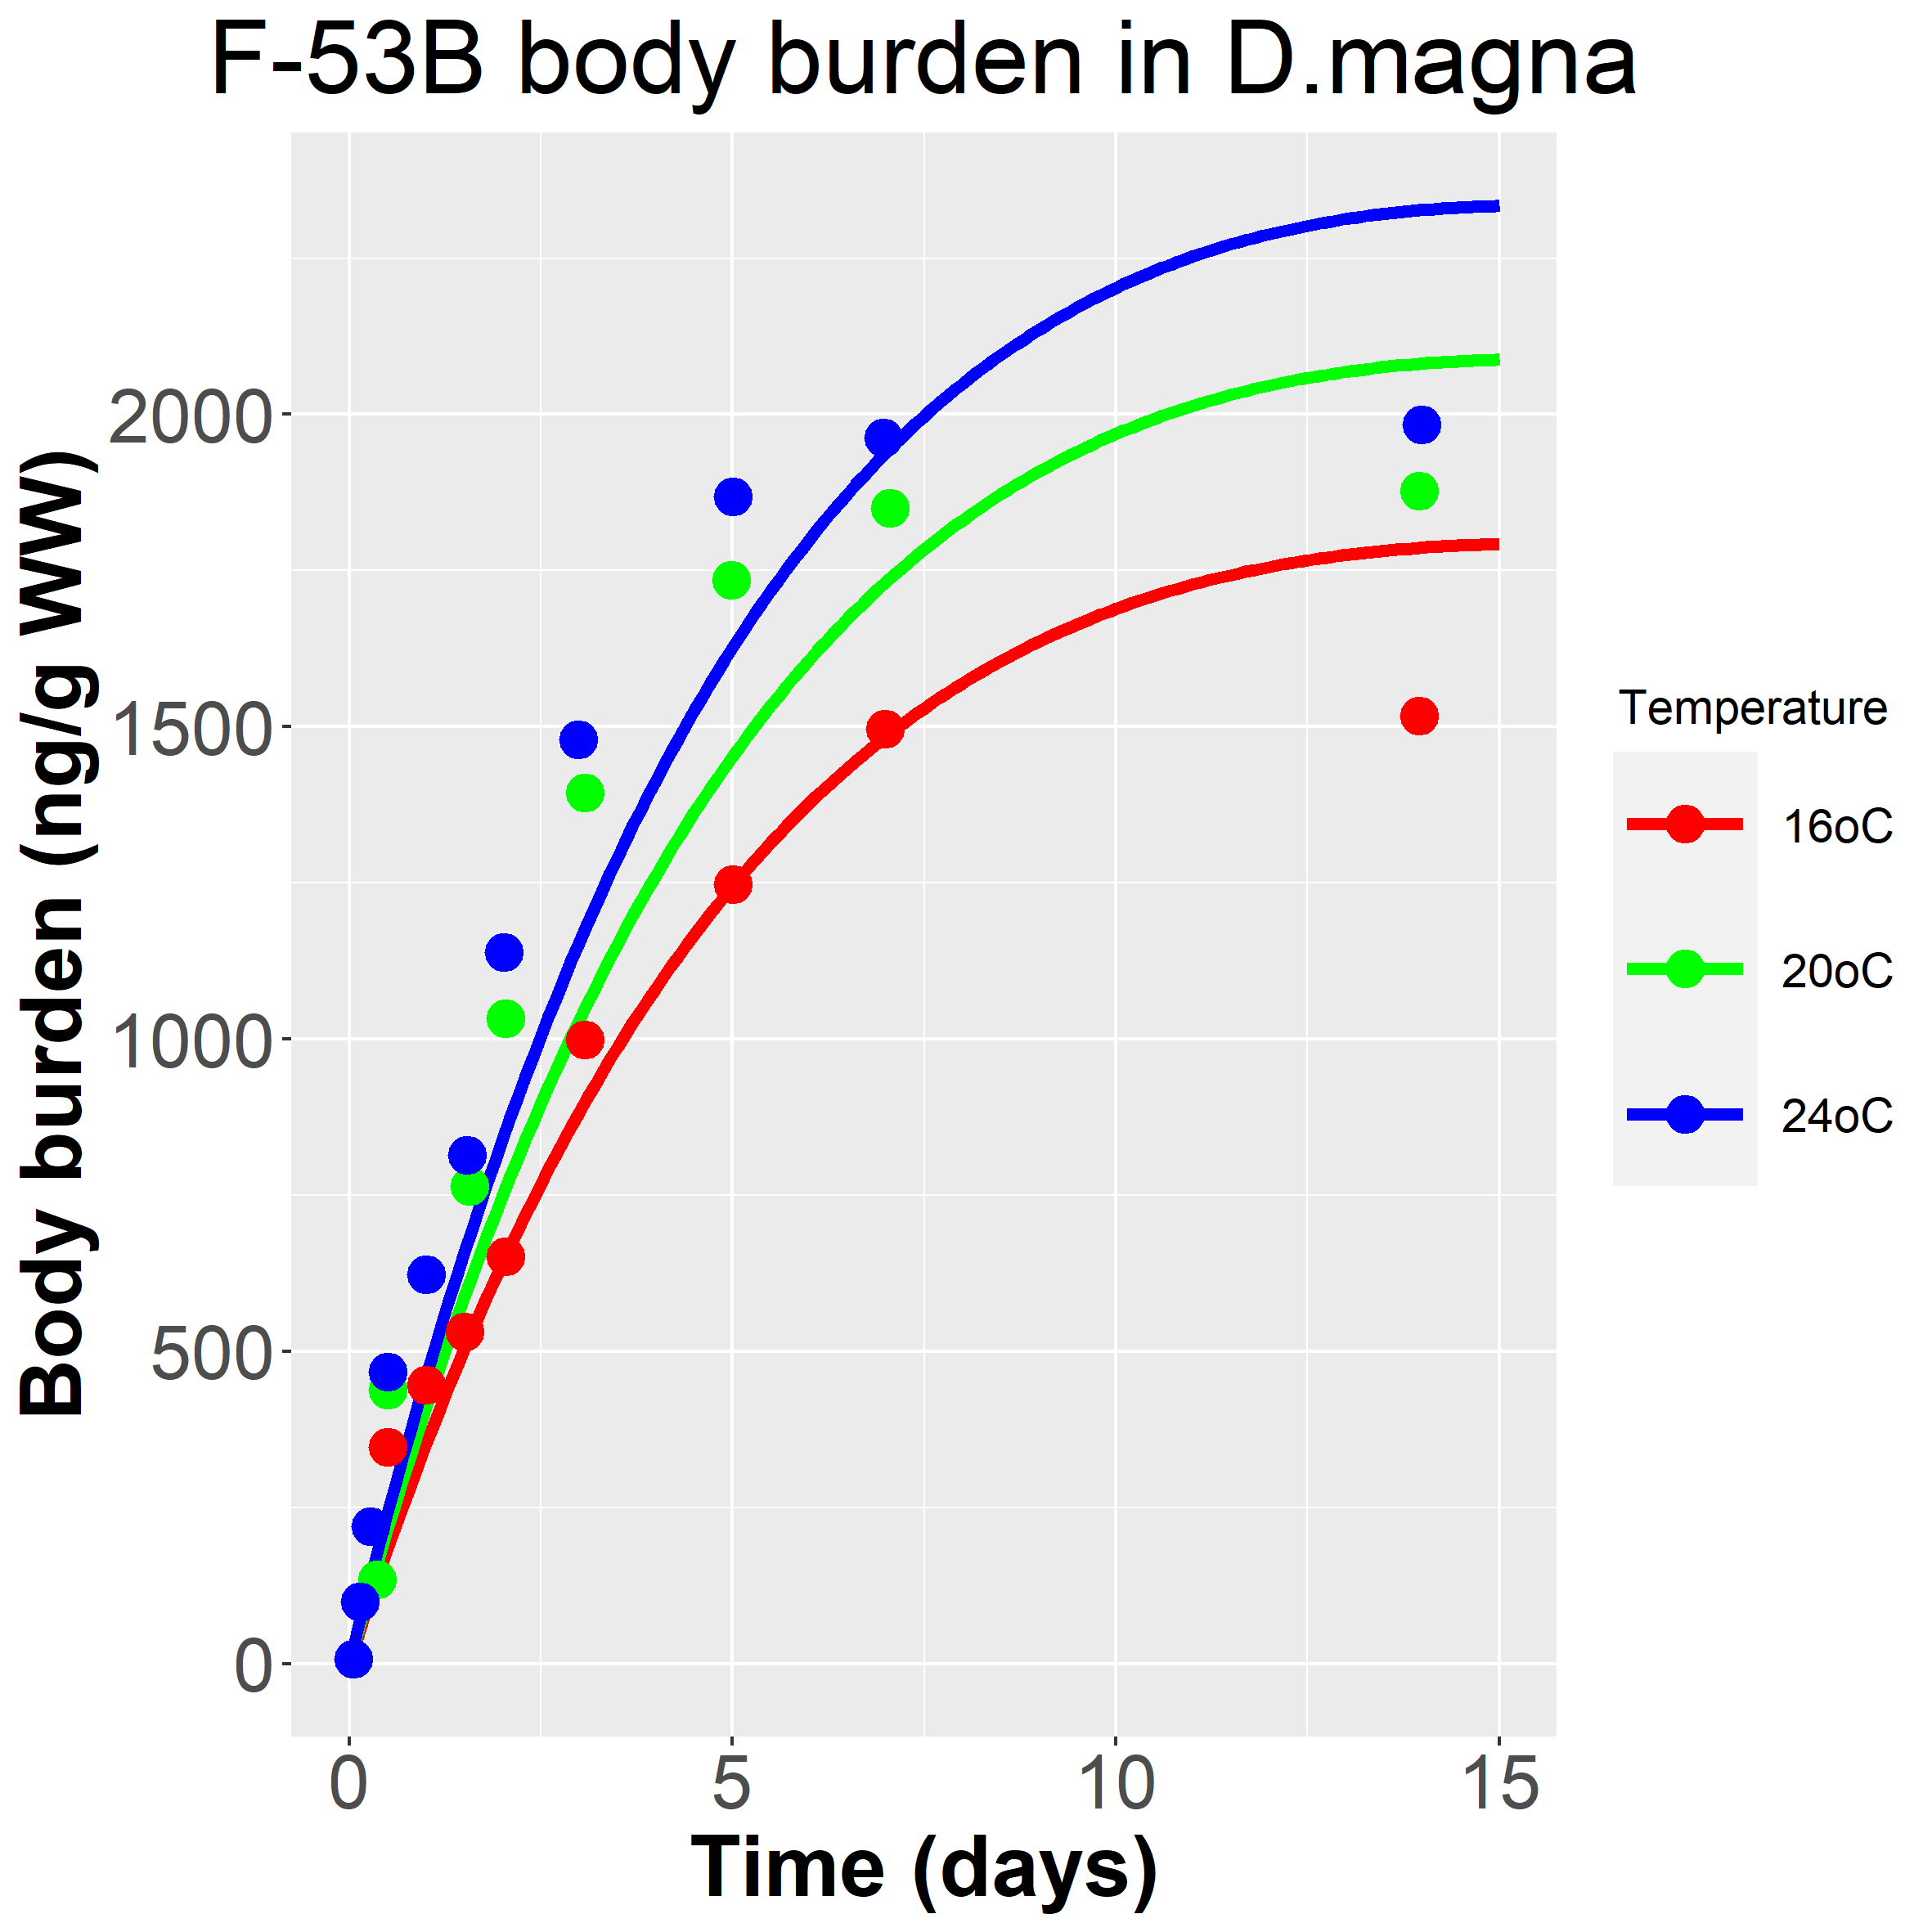 F-53B body burden in D.magna
Body burden (ng/g WW)
2000
1500
1000
500
0
0 5 10 15
Time (days)
Temperature
16oC
20oC
24oC